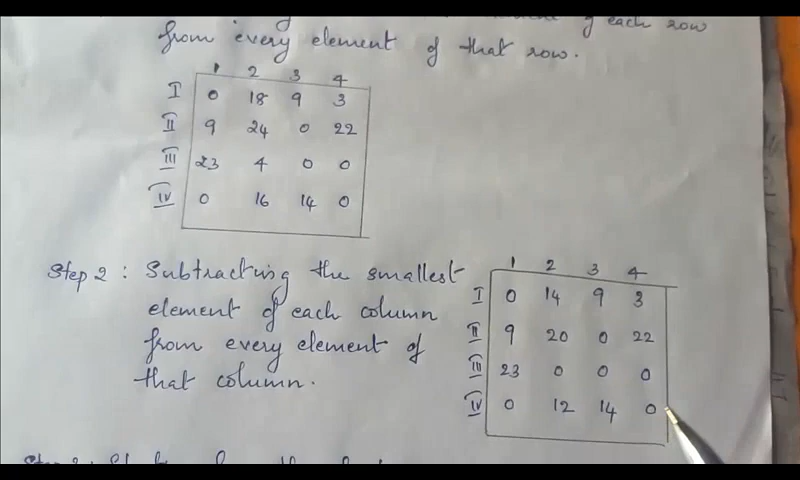 of each row
from every element of that row.
1 2 3 4
I 0 18 9 3
II 9 24 0 22
III 23 4 0 0
IV 0 16 14 0
Step 2 : Subtracting the smallest
element of each column
from every element of
that column.
1 2 3 4
I 0 14 9 3
II 9 20 0 22
III 23 0 0 0
IV 0 12 14 0